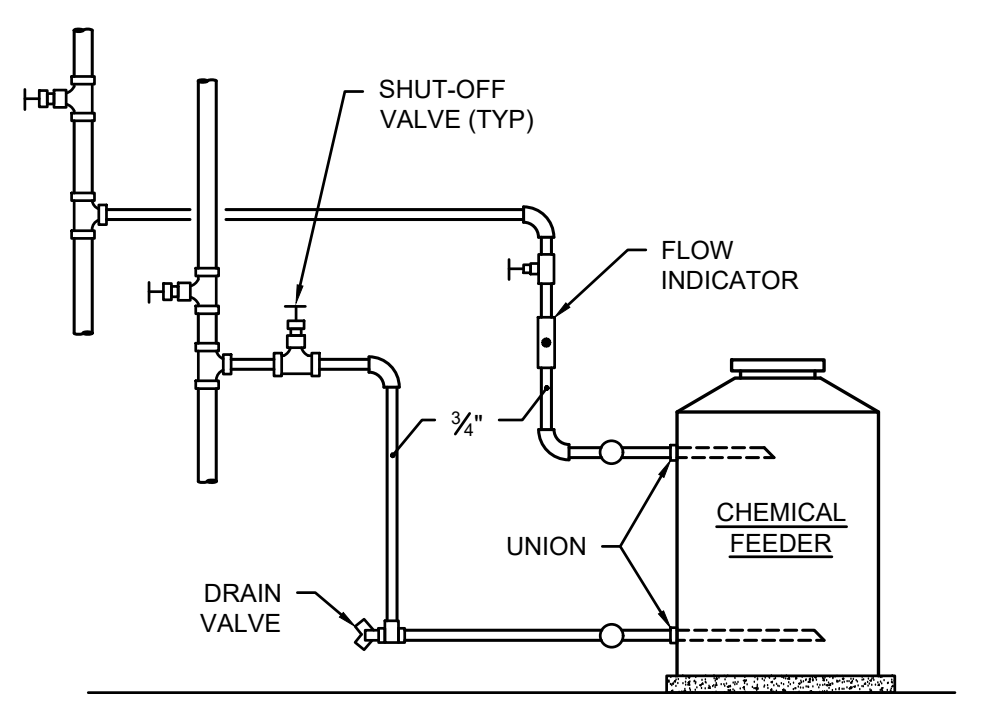 SHUT-OFF
VALVE (TYP)
FLOW
INDICATOR
¾"
CHEMICAL
FEEDER
UNION
DRAIN
VALVE